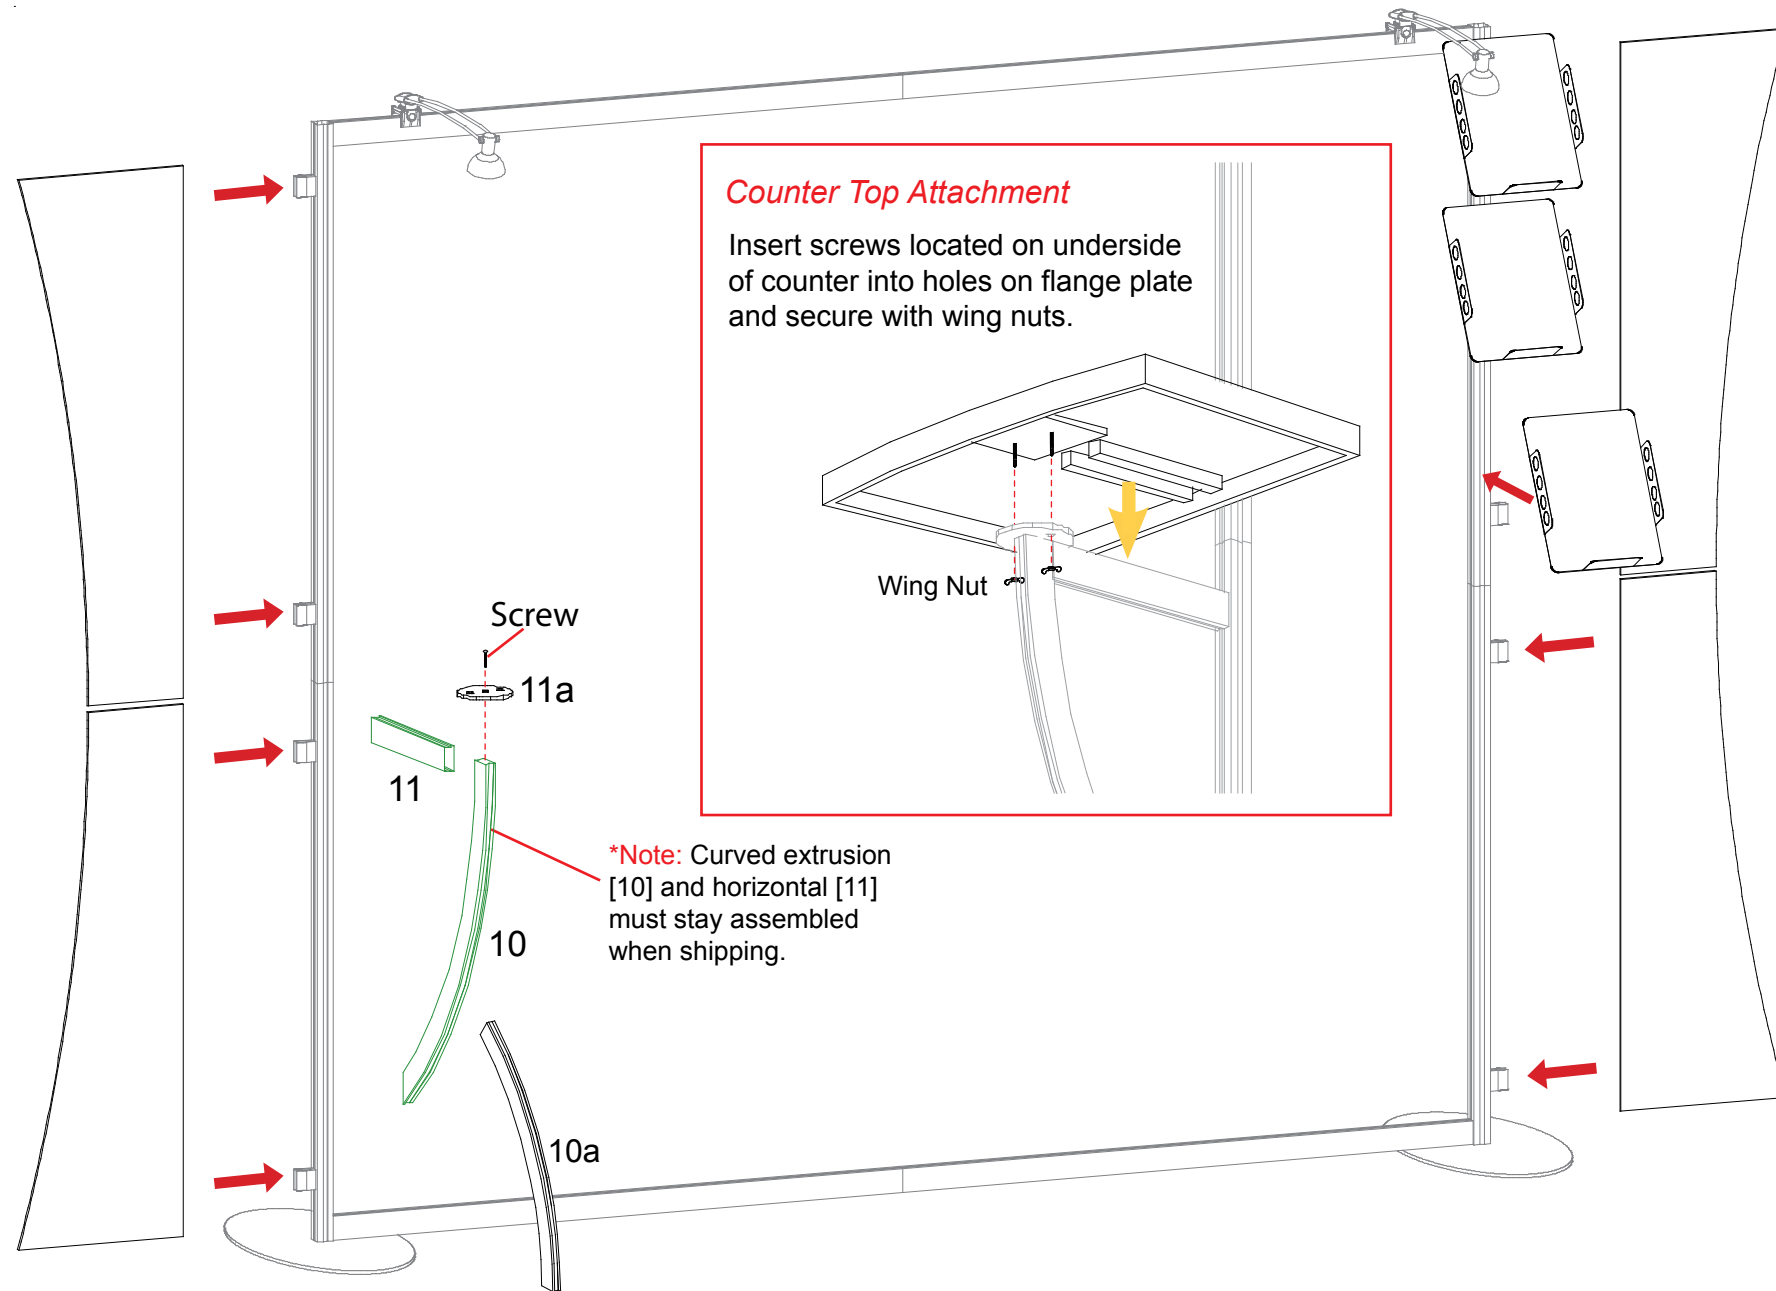 Counter Top Attachment
Insert screws located on underside
of counter into holes on flange plate
and secure with wing nuts.
Wing Nut
Screw
11a
11
*Note: Curved extrusion
[10] and horizontal [11]
must stay assembled
when shipping.
10
10a